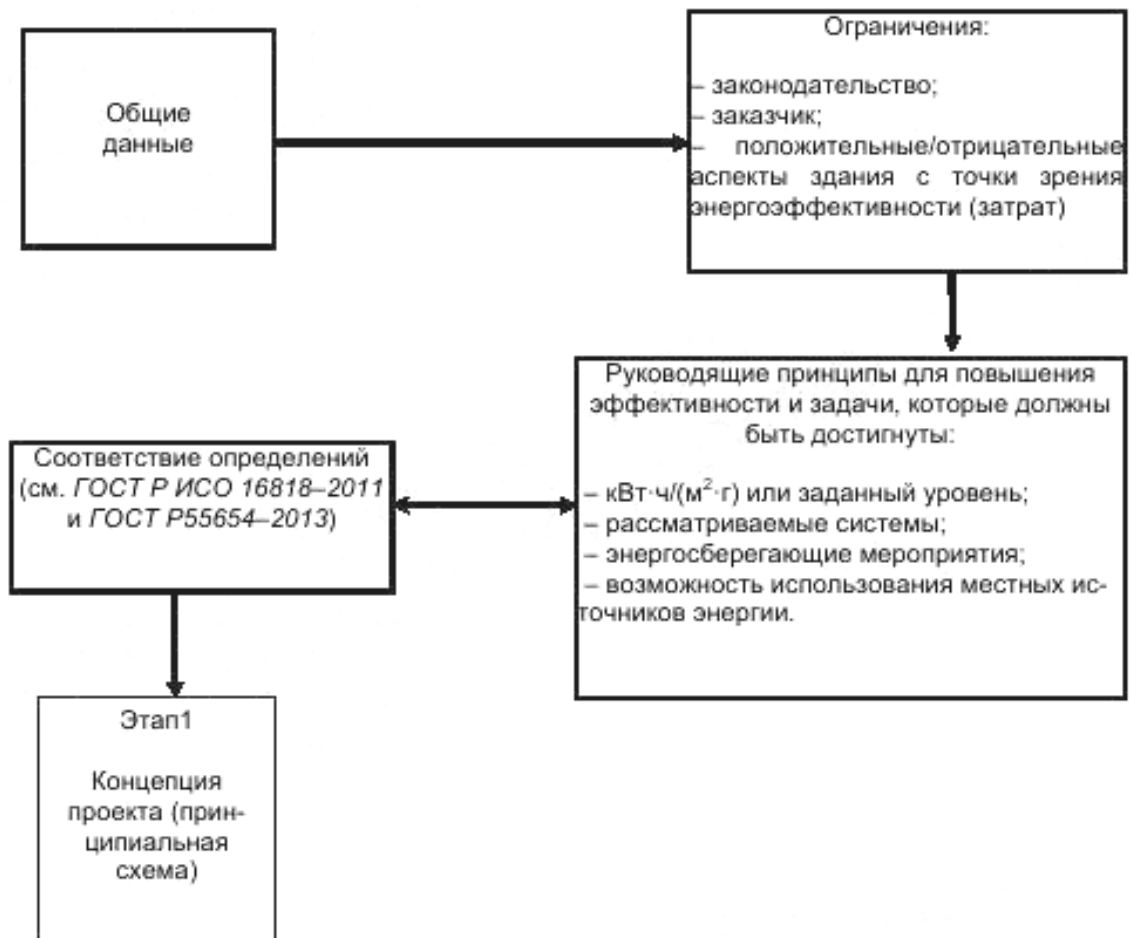 Общие
данные
Ограничения:
– законодательство;
– заказчик;
– положительные/отрицательные
аспекты здания с точки зрения
энергоэффективности (затрат)
Руководящие принципы для повышения
эффективности и задачи, которые должны
быть достигнуты:
– кВт·ч/(м²·г) или заданный уровень;
– рассматриваемые системы;
– энергосберегающие мероприятия;
– возможность использования местных ис-
точников энергии.
Соответствие определений
(см. ГОСТ Р ИСО 16818–2011
и ГОСТ Р55654–2013)
Этап1
Концепция
проекта (прин-
ципиальная
схема)